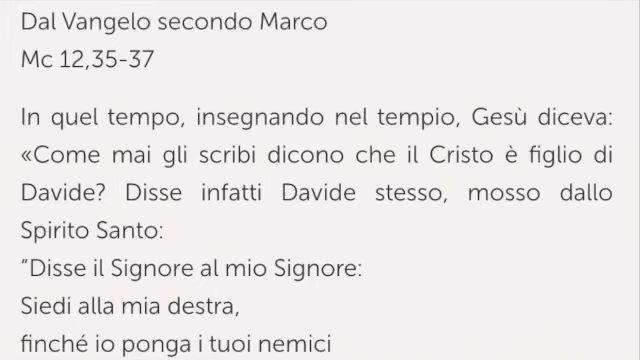 Dal Vangelo secondo Marco
Mc 12,35-37
In quel tempo, insegnando nel tempio, Gesù diceva:
«Come mai gli scribi dicono che il Cristo è figlio di
Davide? Disse infatti Davide stesso, mosso dallo
Spirito Santo:
“Disse il Signore al mio Signore:
Siedi alla mia destra,
finché io ponga i tuoi nemici